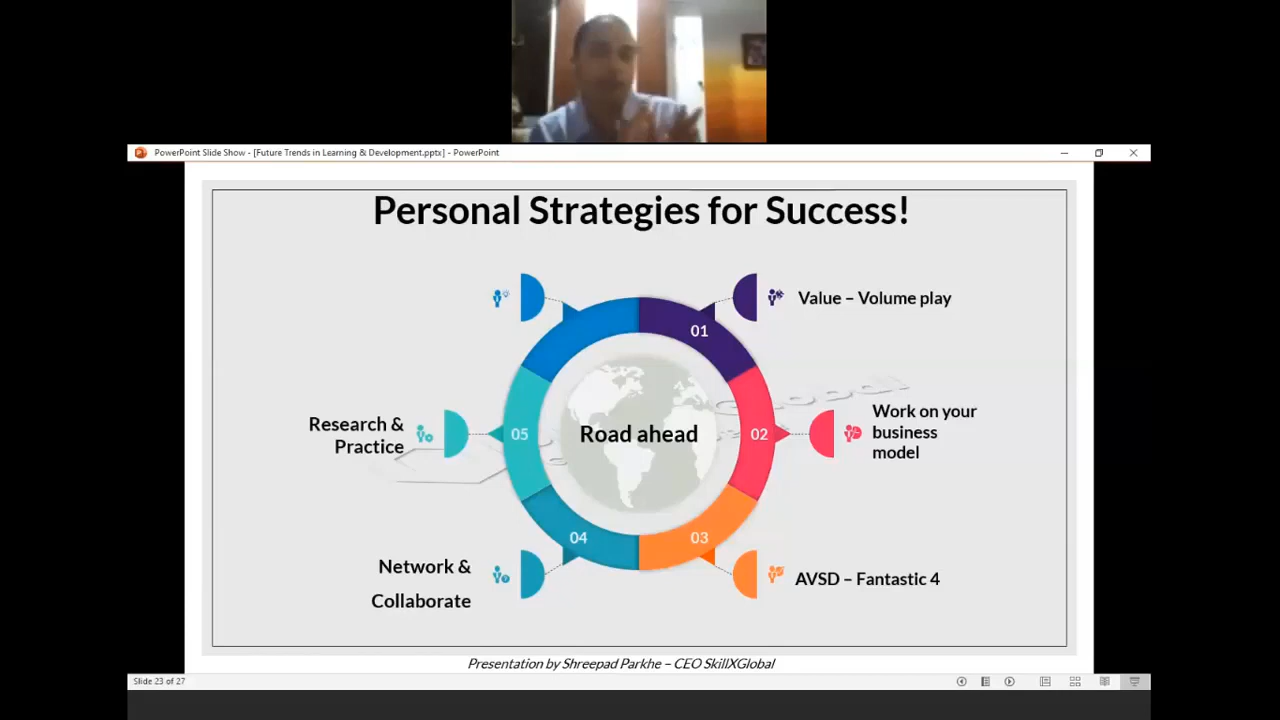 PowerPoint Slide Show - [Future Trends in Learning & Development.pptx] - PowerPoint
Personal Strategies for Success!
01
Value – Volume play
02
Work on your
business
model
03
AVSD – Fantastic 4
04
Network &
Collaborate
05
Research &
Practice
Road ahead
Presentation by Shreepad Parkhe – CEO SkillXGlobal
Slide 23 of 27